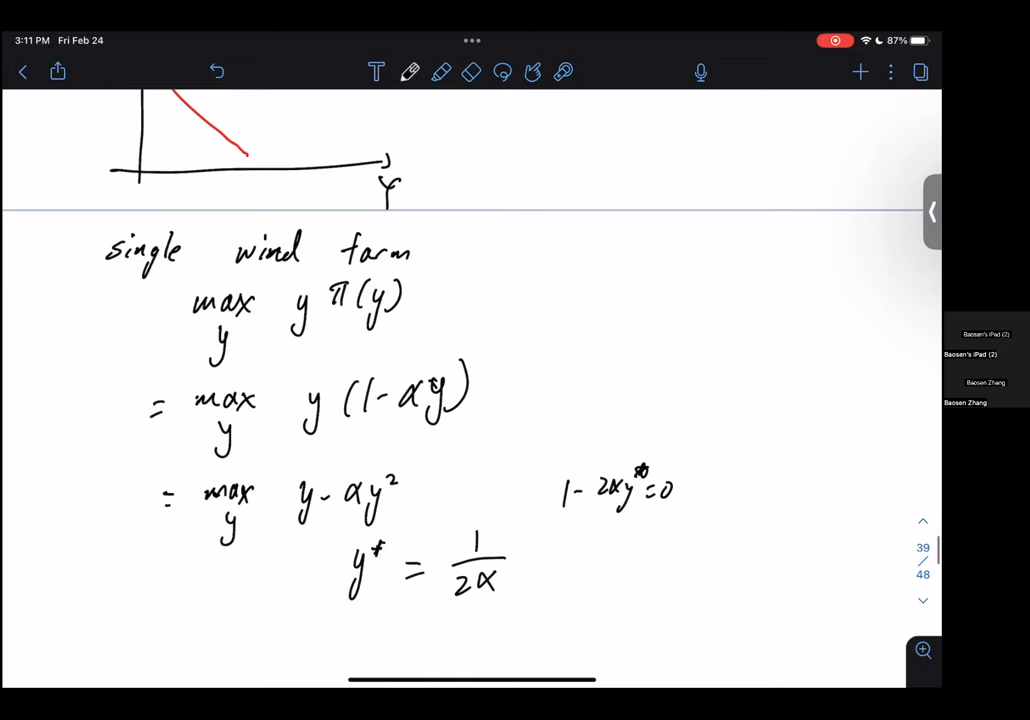 3:11 PM Fri Feb 24
87%
T
Y
single wind farm
max y π(y)
y
= max y (1 - αy)
y
= max y - αy²
y
1 - 2αy* = 0
y* = 1/2α
39
/
48
Baosen's iPad (2)
Baosen's iPad (2)
Baosen Zhang
Baosen Zhang